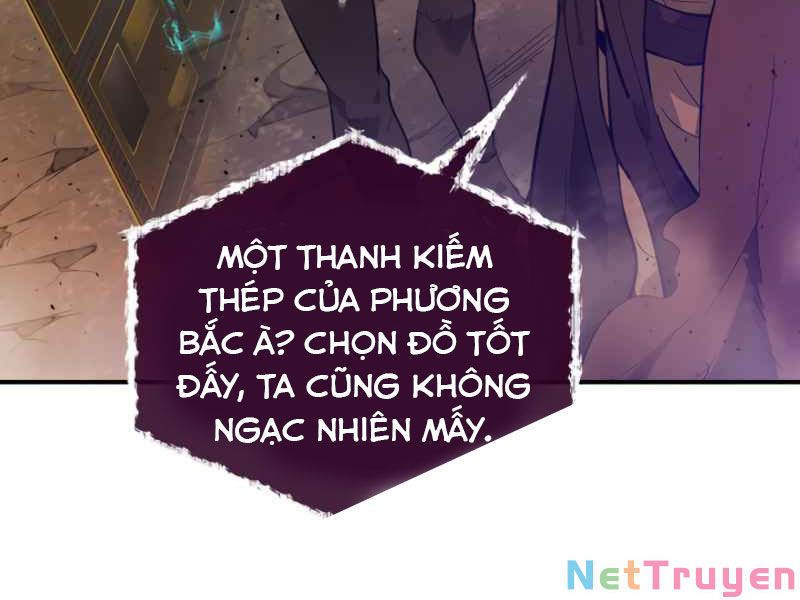 MỘT THANH KIẾM
THÉP CỦA PHƯƠNG
BẮC À? CHỌN ĐỒ TỐT
ĐẤY, TA CŨNG KHÔNG
NGẠC NHIÊN MẤY.
NetTruyen